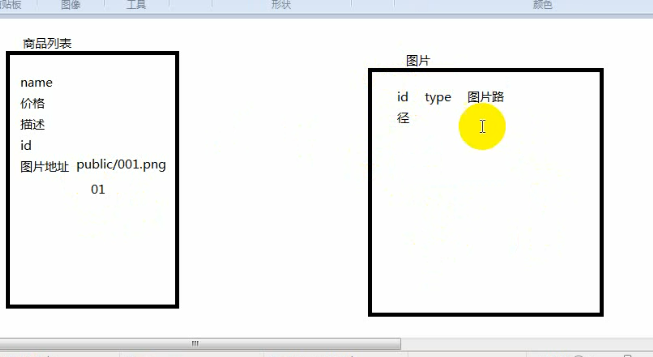 贴板 图像 工具 形状 颜色
商品列表
name
价格
描述
id
图片地址 public/001.png
01
图片
id type 图片路
径